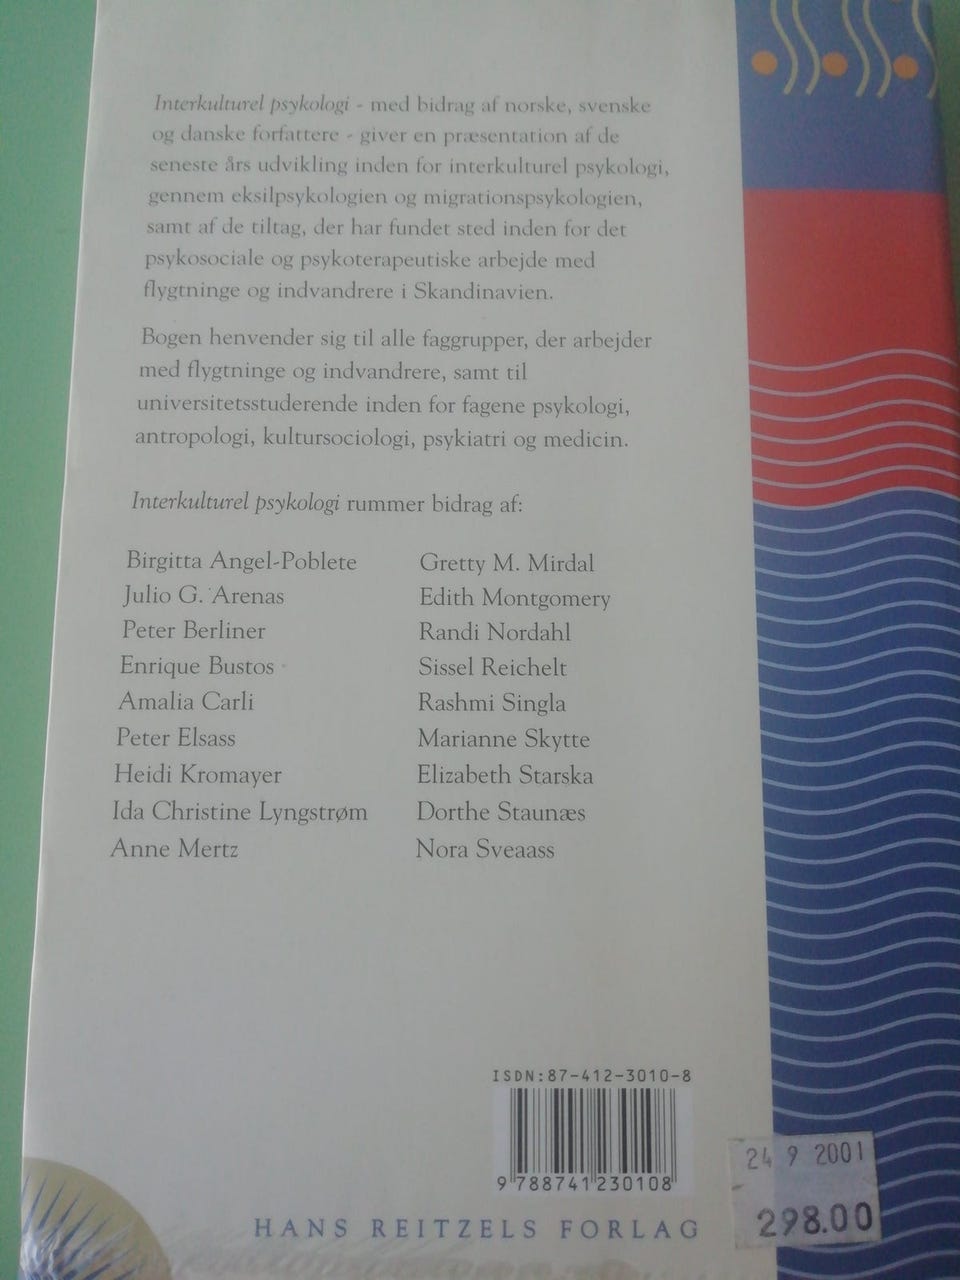 Interkulturel psykologi - med bidrag af norske, svenske
og danske forfattere - giver en præsentation af de
seneste års udvikling inden for interkulturel psykologi,
gennem eksilpsykologien og migrationspsykologien,
samt af de tiltag, der har fundet sted inden for det
psykosociale og psykoterapeutiske arbejde med
flygtninge og indvandrere i Skandinavien.
Bogen henvender sig til alle faggrupper, der arbejder
med flygtninge og indvandrere, samt til
universitetsstuderende inden for fagene psykologi,
antropologi, kultursociologi, psykiatri og medicin.
Interkulturel psykologi rummer bidrag af:
Birgitta Angel-Poblete
Julio G. Arenas
Peter Berliner
Enrique Bustos
Amalia Carli
Peter Elsass
Heidi Kromayer
Ida Christine Lyngstrøm
Anne Mertz
Gretty M. Mirdal
Edith Montgomery
Randi Nordahl
Sissel Reichelt
Rashmi Singla
Marianne Skytte
Elizabeth Starska
Dorthe Staunæs
Nora Sveaass
ISDN:87-412-3010-8
9 788741 230108
HANS REITZELS FORLAG
24 9 2001
298.00